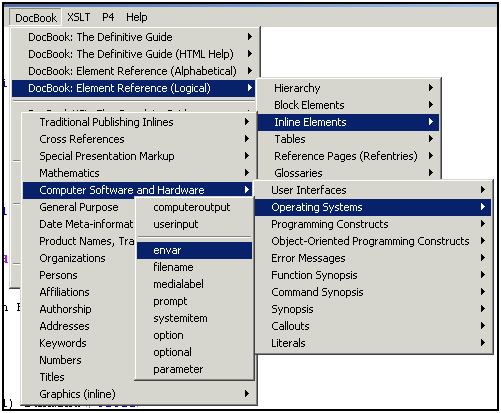 DocBook XSLT P4 Help
DocBook: The Definitive Guide
DocBook: The Definitive Guide (HTML Help)
DocBook: Element Reference (Alphabetical)
DocBook: Element Reference (Logical)
Hierarchy
Block Elements
Inline Elements
Tables
Reference Pages (Refentries)
Glossaries
Traditional Publishing Inlines
Cross References
Special Presentation Markup
Mathematics
Computer Software and Hardware
General Purpose
Date Meta-informat
Product Names, Tra
Organizations
Persons
Affiliations
Authorship
Addresses
Keywords
Numbers
Titles
Graphics (inline)
User Interfaces
Operating Systems
Programming Constructs
Object-Oriented Programming Constructs
Error Messages
Function Synopsis
Command Synopsis
Synopsis
Callouts
Literals
computeroutput
userinput
envar
filename
medialabel
prompt
systemitem
option
optional
parameter